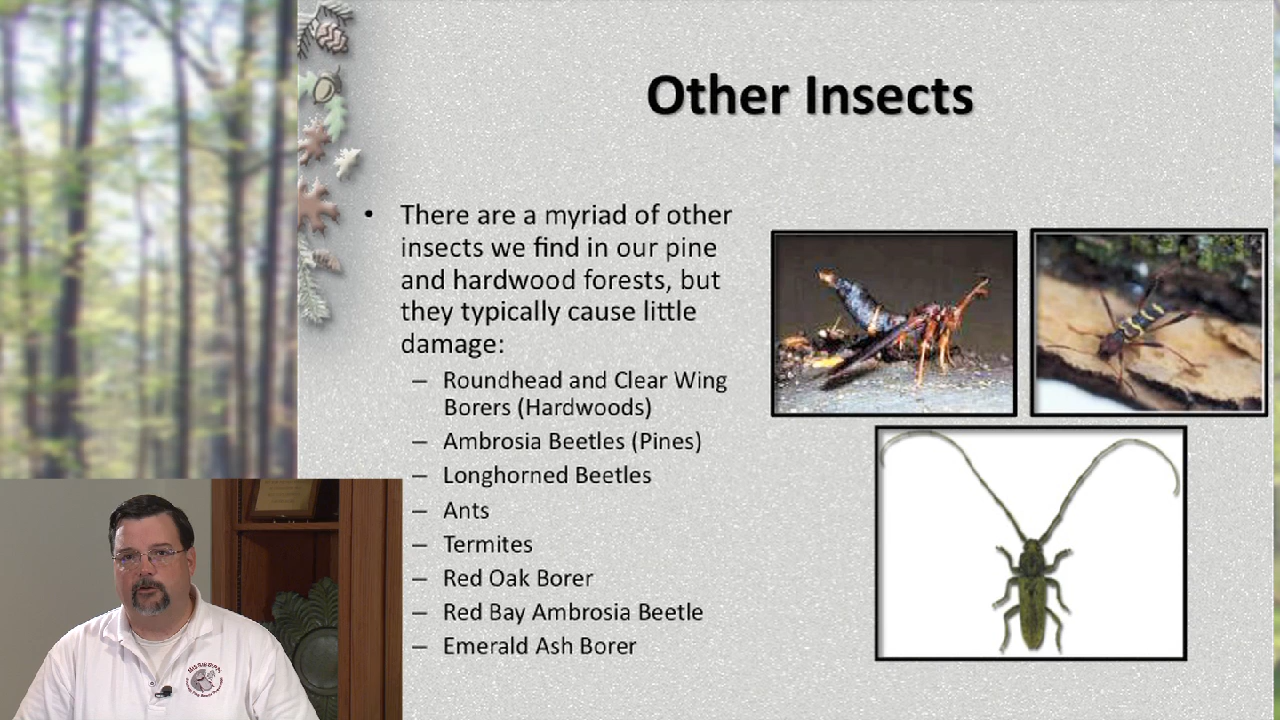 Other Insects
• There are a myriad of other
insects we find in our pine
and hardwood forests, but
they typically cause little
damage:
– Roundhead and Clear Wing
Borers (Hardwoods)
– Ambrosia Beetles (Pines)
– Longhorned Beetles
– Ants
– Termites
– Red Oak Borer
– Red Bay Ambrosia Beetle
– Emerald Ash Borer